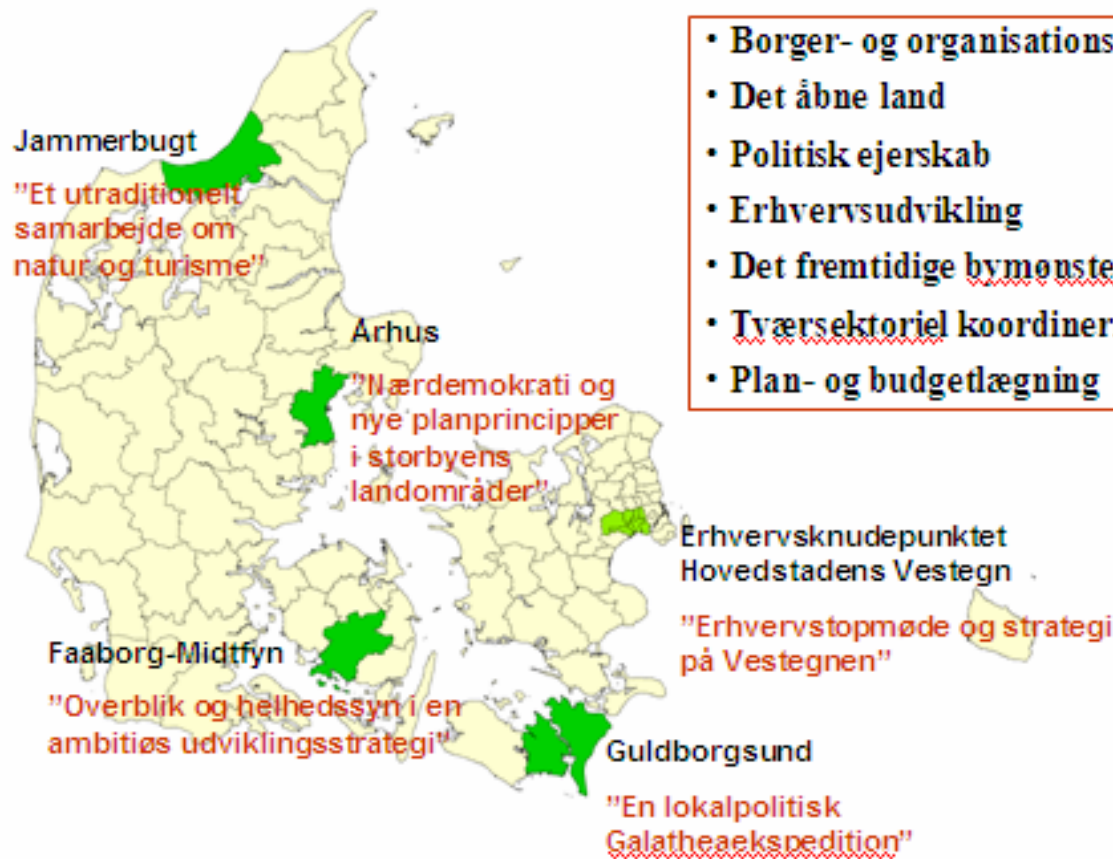 • Borger- og organisations
• Det åbne land
• Politisk ejerskab
• Erhvervsudvikling
• Det fremtidige bymønste
• Tværsektoriel koordiner
• Plan- og budgetlægning
Jammerbugt
”Et utraditionelt
samarbejde om
natur og turisme”
Århus
”Nærdemokrati og
nye planprincipper
i storbyens
landområder”
Erhvervsknudepunktet
Hovedstadens Vestegn
”Erhvervstopmøde og strategi
på Vestegnen”
Faaborg-Midtfyn
”Overblik og helhedssyn i en
ambitiøs udviklingsstrategi”
Guldborgsund
”En lokalpolitisk
Galatheaekspedition”